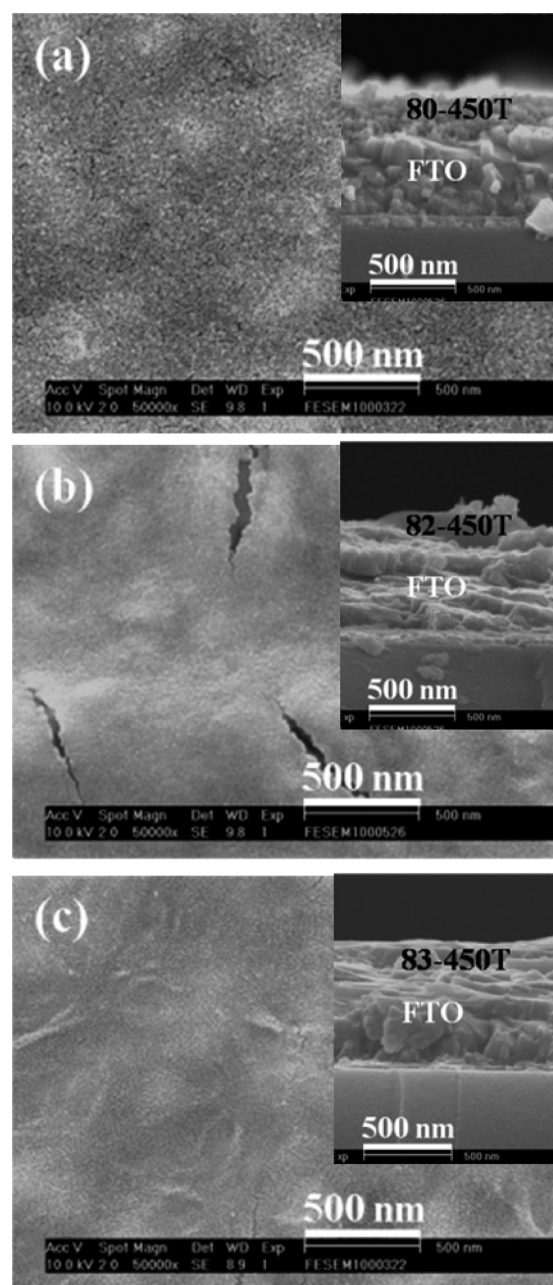 (a)
80-450T
FTO
500 nm
xp 500 nm
500 nm
Acc V Spot Magn Det WD Exp 500 nm
10.0 kV 2.0 50000x SE 9.8 1 FESEM1000322
(b)
82-450T
FTO
500 nm
xp 500 nm
500 nm
Acc V Spot Magn Det WD Exp 500 nm
10.0 kV 2.0 50000x SE 9.8 1 FESEM1000526
(c)
83-450T
FTO
500 nm
xp 500 nm
500 nm
Acc V Spot Magn Det WD Exp 500 nm
10.0 kV 2.0 50000x SE 8.9 1 FESEM1000322